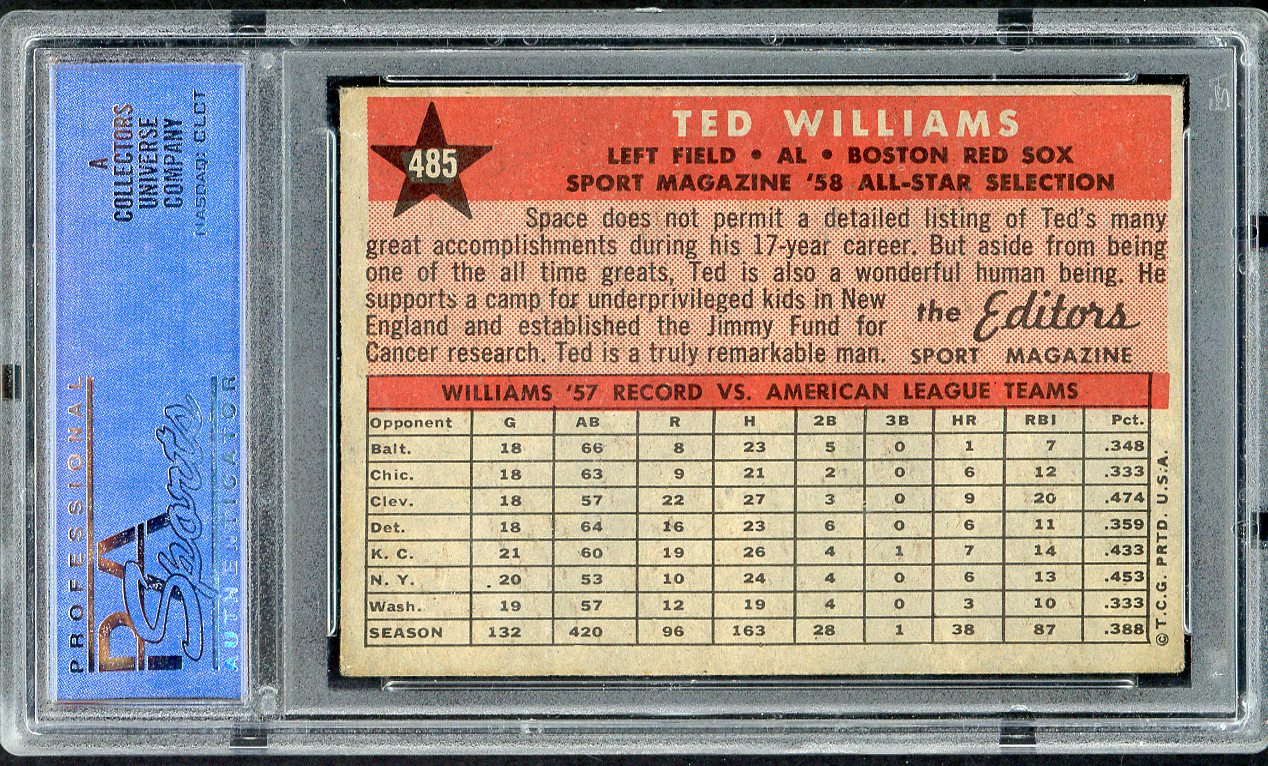 A
COLLECTORS
UNIVERSE
COMPANY
NASDAQ: CLCT
PROFESSIONAL
PSA
Sports
AUTHENTICATOR
485
TED WILLIAMS
LEFT FIELD • AL • BOSTON RED SOX
SPORT MAGAZINE '58 ALL-STAR SELECTION
Space does not permit a detailed listing of Ted's many
great accomplishments during his 17-year career. But aside from being
one of the all time greats, Ted is also a wonderful human being. He
supports a camp for underprivileged kids in New
England and established the Jimmy Fund for
Cancer research. Ted is a truly remarkable man.
the Editors
SPORT MAGAZINE
WILLIAMS '57 RECORD VS. AMERICAN LEAGUE TEAMS
Opponent G AB R H 2B 3B HR RBI Pct.
Balt. 18 66 8 23 5 0 1 7 .348
Chic. 18 63 9 21 2 0 6 12 .333
Clev. 18 57 22 27 3 0 9 20 .474
Det. 18 64 16 23 6 0 6 11 .359
K. C. 21 60 19 26 4 1 7 14 .433
N. Y. 20 53 10 24 4 0 6 13 .453
Wash. 19 57 12 19 4 0 3 10 .333
SEASON 132 420 96 163 28 1 38 87 .388
© T.C.G. PRTD. U.S.A.